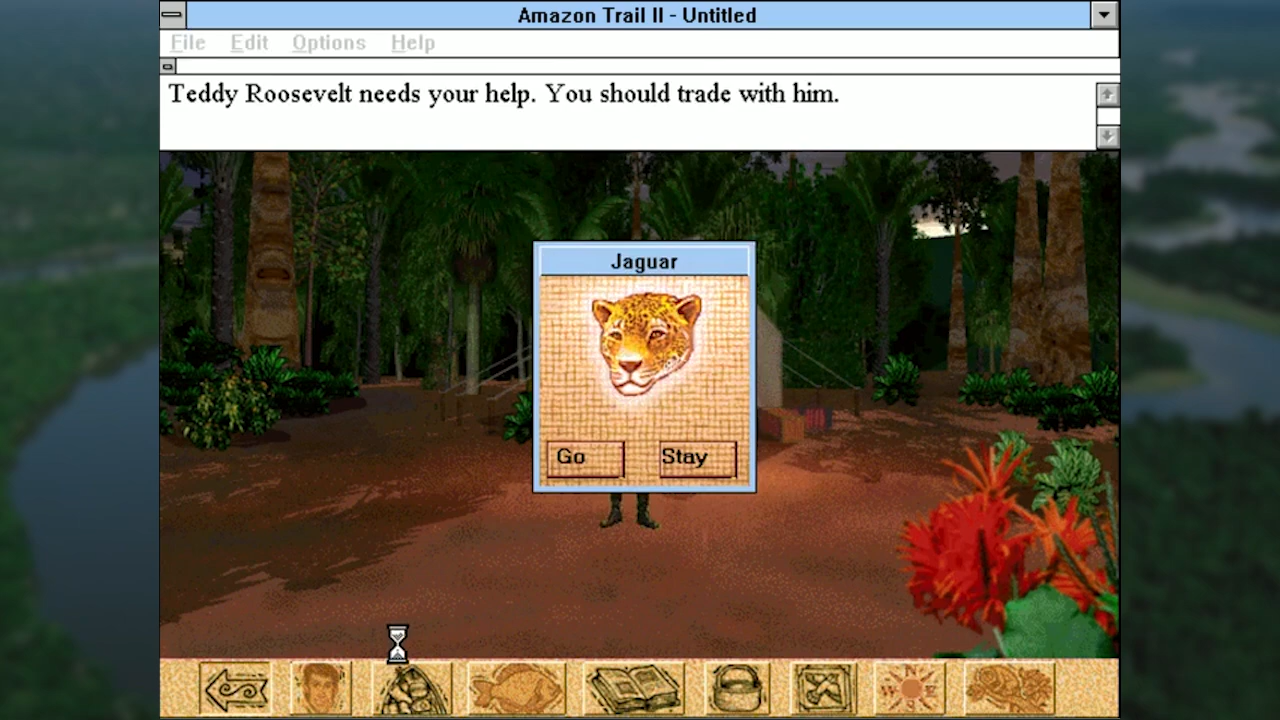 Amazon Trail II - Untitled
File Edit Options Help
Teddy Roosevelt needs your help. You should trade with him.
Jaguar
Go Stay
N
W E
S